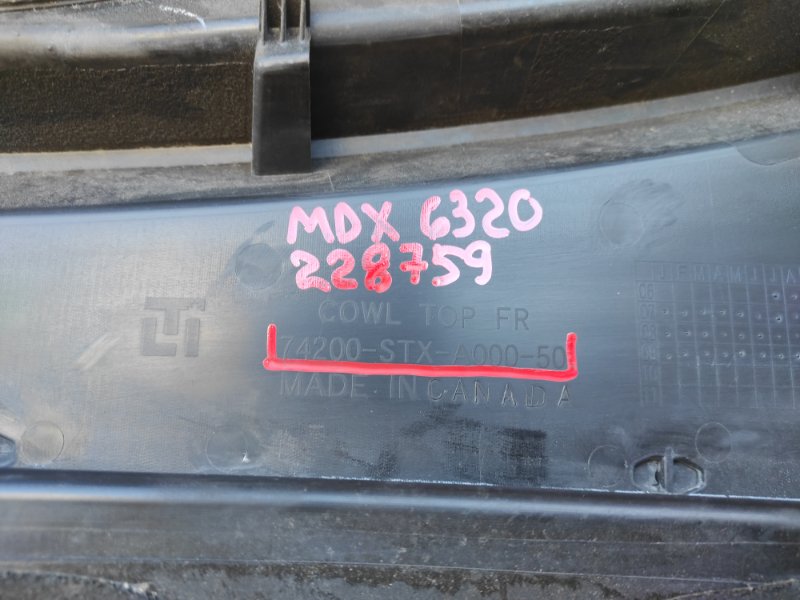 MDX 6320
228759
COWL TOP FR
74200-STX-A000-50
MADE IN CANADA
J F M A M J J A